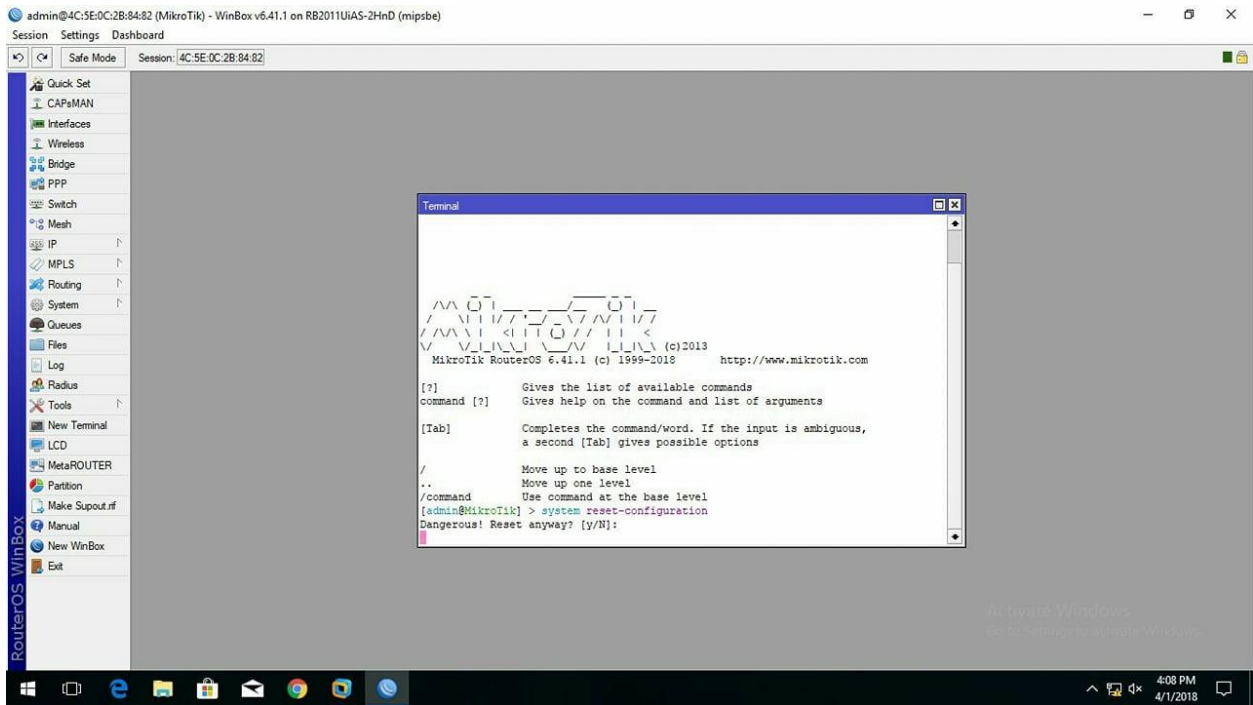 admin@4C:5E:0C:2B:84:82 (MikroTik) - WinBox v6.41.1 on RB2011UiAS-2HnD (mipsbe)
Session Settings Dashboard
Safe Mode Session: 4C:5E:0C:2B:84:82
Quick Set
CAPsMAN
Interfaces
Wireless
Bridge
PPP
Switch
Mesh
IP
MPLS
Routing
System
Queues
Files
Log
Radius
Tools
New Terminal
LCD
MetaROUTER
Partition
Make Supout.rif
Manual
New WinBox
Exit
RouterOS WinBox
Terminal
MikroTik
(c)2013
MikroTik RouterOS 6.41.1 (c) 1999-2018 http://www.mikrotik.com
[?] Gives the list of available commands
command [?] Gives help on the command and list of arguments
[Tab] Completes the command/word. If the input is ambiguous,
a second [Tab] gives possible options
/ Move up to base level
.. Move up one level
/command Use command at the base level
[admin@MikroTik] > system reset-configuration
Dangerous! Reset anyway? [y/N]:
Activate Windows
Go to Settings to activate Windows.
4:08 PM
4/1/2018